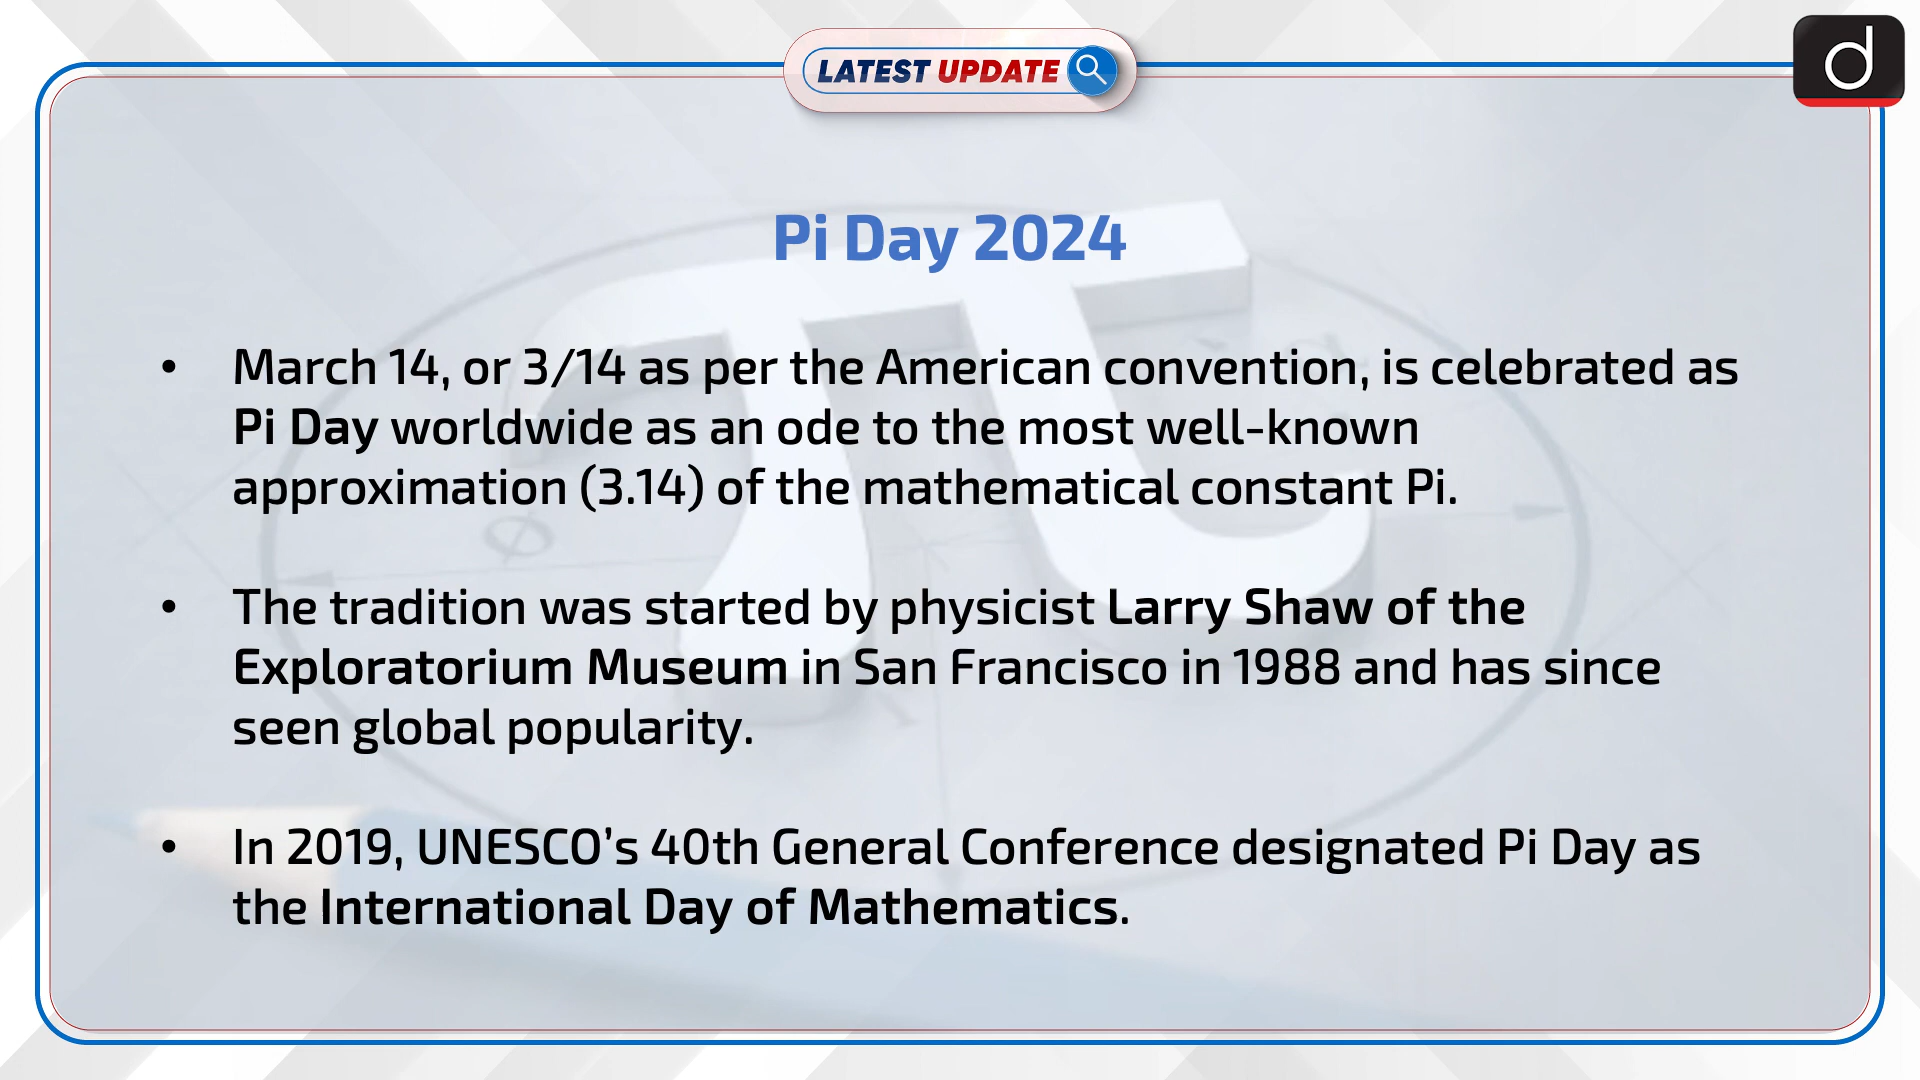 LATEST UPDATE
d
Pi Day 2024
• March 14, or 3/14 as per the American convention, is celebrated as
Pi Day worldwide as an ode to the most well-known
approximation (3.14) of the mathematical constant Pi.
• The tradition was started by physicist Larry Shaw of the
Exploratorium Museum in San Francisco in 1988 and has since
seen global popularity.
• In 2019, UNESCO’s 40th General Conference designated Pi Day as
the International Day of Mathematics.
π